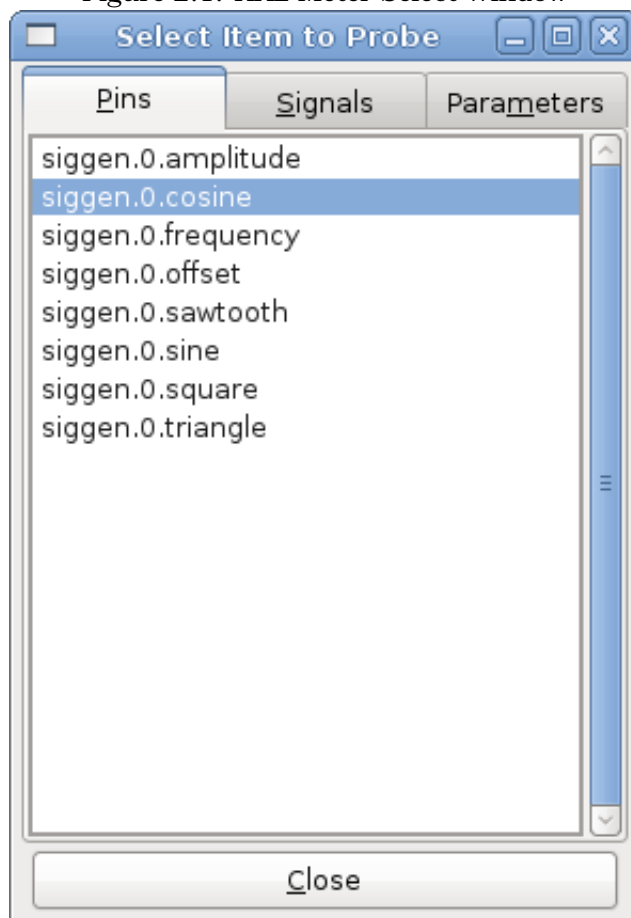 Select Item to Probe
Pins Signals Parameters
siggen.0.amplitude
siggen.0.cosine
siggen.0.frequency
siggen.0.offset
siggen.0.sawtooth
siggen.0.sine
siggen.0.square
siggen.0.triangle
Close